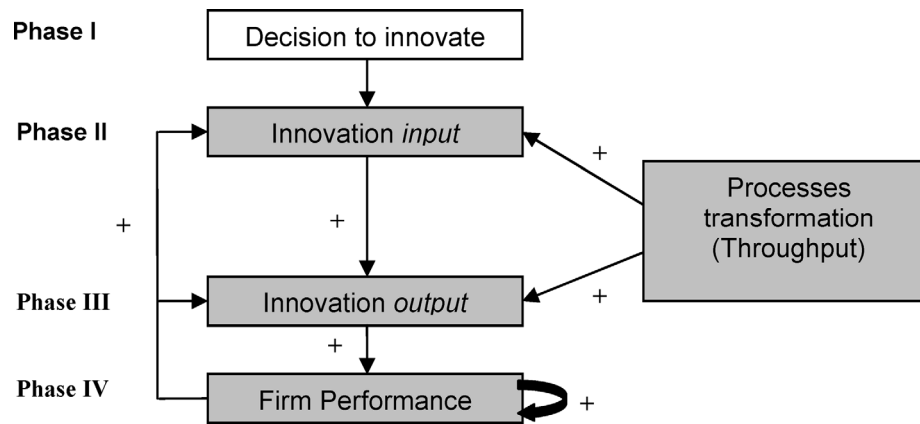 Phase I
Decision to innovate
Phase II
Innovation input
+
Processes
transformation
(Throughput)
+
+
Phase III
Innovation output
+
+
Phase IV
Firm Performance
+